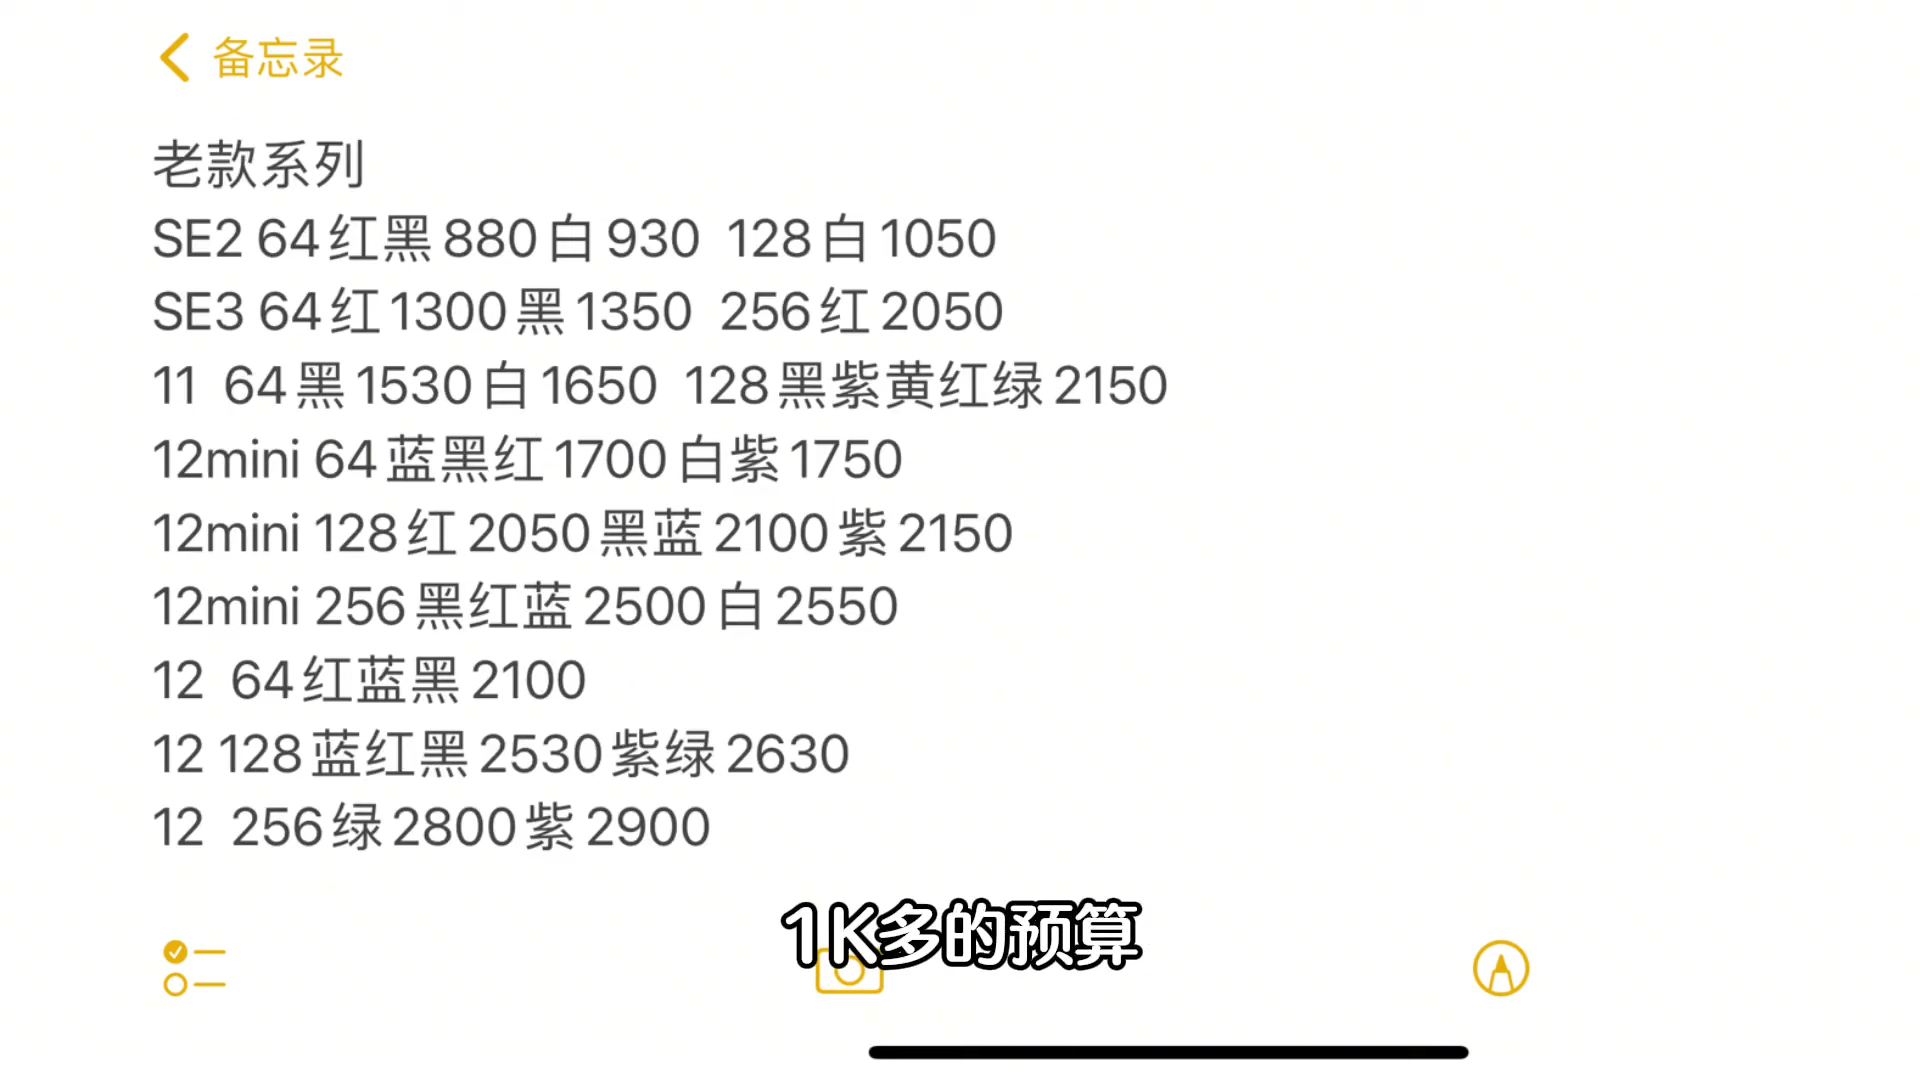 备忘录
老款系列
SE2 64红黑880白930 128白1050
SE3 64红1300黑1350 256红2050
11 64黑1530白1650 128黑紫黄红绿2150
12mini 64蓝黑红1700白紫1750
12mini 128红2050黑蓝2100紫2150
12mini 256黑红蓝2500白2550
12 64红蓝黑2100
12 128蓝红黑2530紫绿2630
12 256绿2800紫2900
1K多的预算